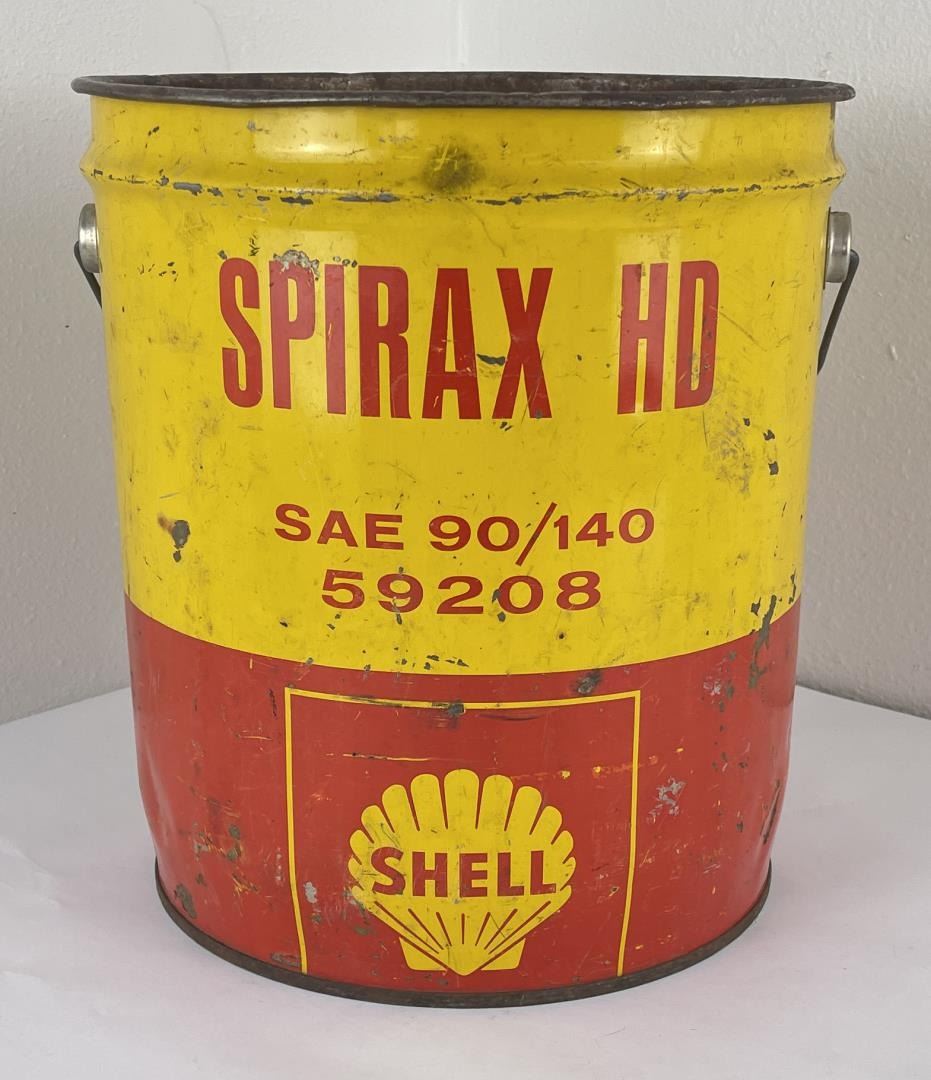 SPIRAX HD
SAE 90/140
59208
SHELL